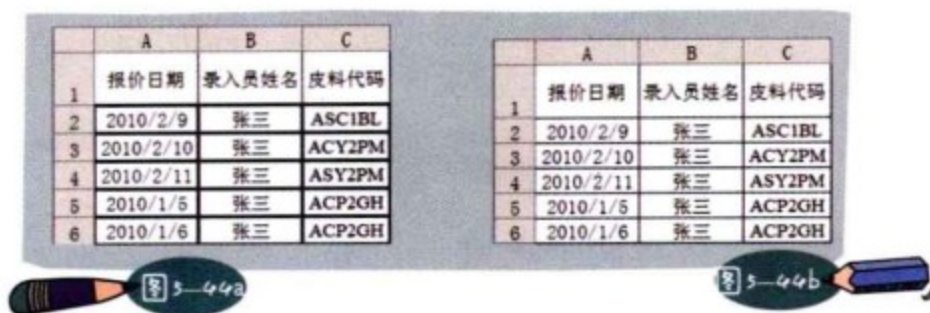 A B C
1 报价日期 录入员姓名 皮料代码
2 2010/2/9 张三 ASC1BL
3 2010/2/10 张三 ACY2PM
4 2010/2/11 张三 ASY2PM
5 2010/1/5 张三 ACP2GH
6 2010/1/6 张三 ACP2GH
图5—44a
A B C
1 报价日期 录入员姓名 皮料代码
2 2010/2/9 张三 ASC1BL
3 2010/2/10 张三 ACY2PM
4 2010/2/11 张三 ASY2PM
5 2010/1/5 张三 ACP2GH
6 2010/1/6 张三 ACP2GH
图5—44b